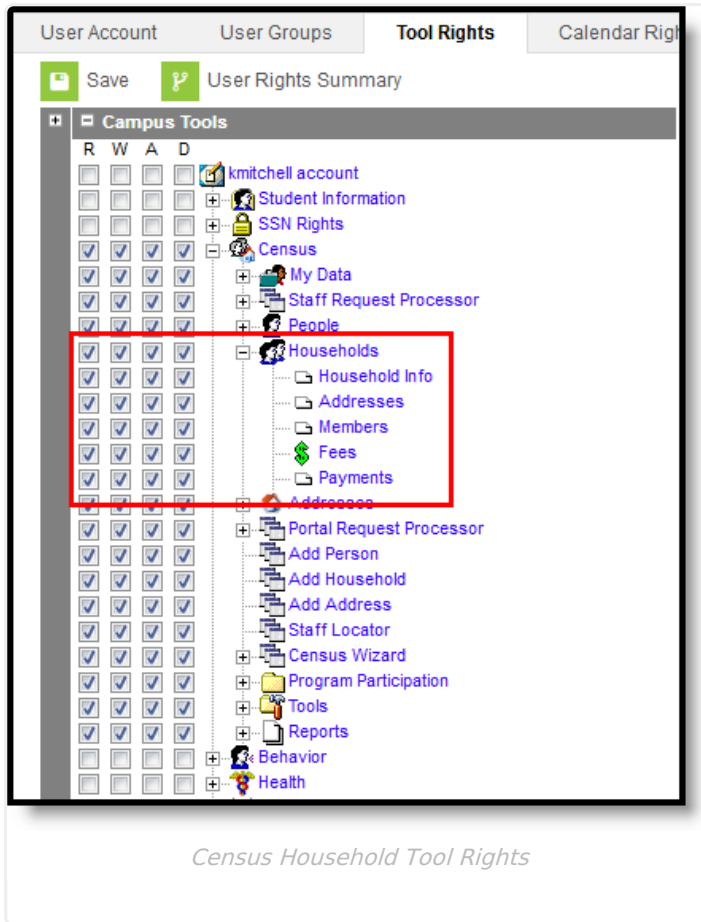 User Account User Groups Tool Rights Calendar Righ
Save User Rights Summary
Campus Tools
R W A D
kmitchell account
Student Information
SSN Rights
Census
My Data
Staff Request Processor
People
Households
Household Info
Addresses
Members
Fees
Payments
Addresses
Portal Request Processor
Add Person
Add Household
Add Address
Staff Locator
Census Wizard
Program Participation
Tools
Reports
Behavior
Health
Census Household Tool Rights